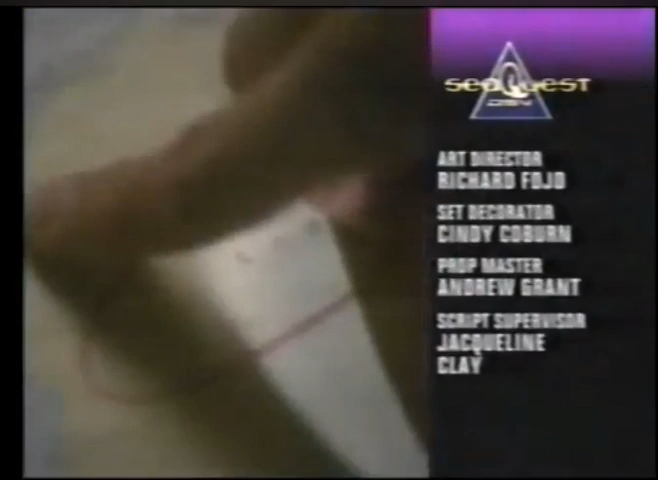 seaQuest
DSV
ART DIRECTOR
RICHARD FOJO
SET DECORATOR
CINDY COBURN
PROP MASTER
ANDREW GRANT
SCRIPT SUPERVISOR
JACQUELINE
CLAY